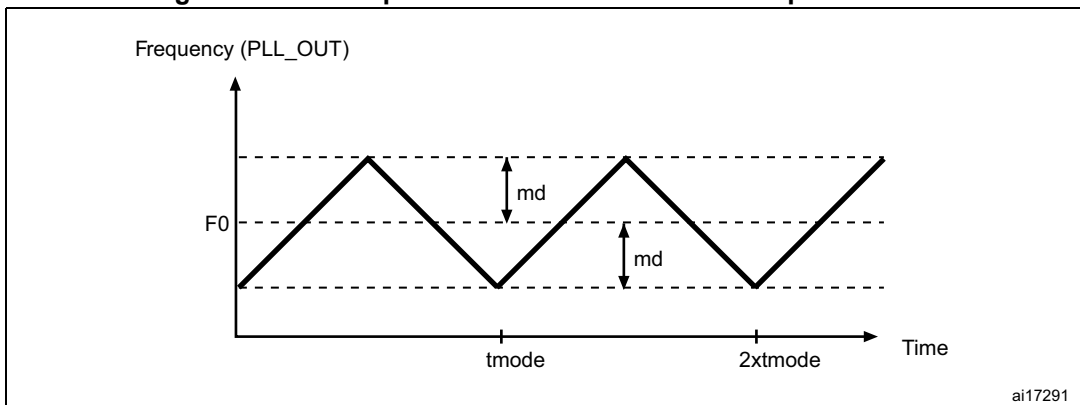 Frequency (PLL_OUT)
md
F0
md
tmode
2xtmode
Time
ai17291